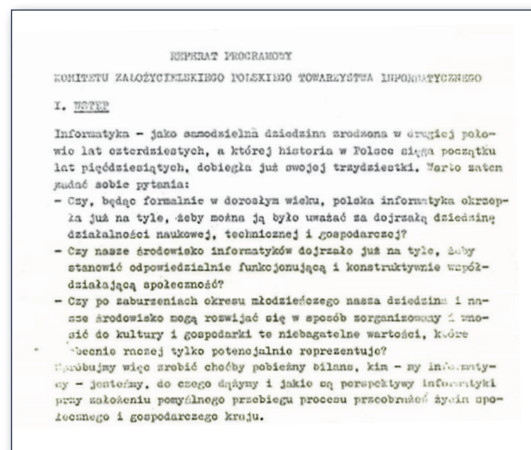 REFERAT PROGRAMOWY
KOMITETU ZAŁOŻYCIELSKIEGO POLSKIEGO TOWARZYSTWA INFORMATYCZNEGO
I. WSTĘP
Informatyka - jako samodzielna dziedzina zrodzona w drugiej poło-
wie lat czterdziestych, a której historia w Polsce sięga początku
lat pięćdziesiątych, dobiegła już swojej trzydziestki. Warto zatem
zadać sobie pytania:
- Czy, będąc formalnie w dorosłym wieku, polska informatyka okrzep-
ła już na tyle, żeby można ją było uważać za dojrzałą dziedzinę
działalności naukowej, technicznej i gospodarczej?
- Czy nasze środowisko informatyków dojrzało już na tyle, żeby
stanowić odpowiedzialnie funkcjonującą i konstruktywnie współ-
działającą społeczność?
- Czy po zaburzeniach okresu młodzieńczego nasza dziedzina i na-
sze środowisko mogą rozwijać się w sposób zorganizowany i wno-
sić do kultury i gospodarki te niebagatelne wartości, które
obecnie raczej tylko potencjalnie reprezentuje?
Spróbujmy więc zrobić choćby pobieżny bilans, kim - my informaty-
cy - jesteśmy, do czego dążymy i jakie są perspektywy informatyki
przy założeniu pomyślnego przebiegu procesu przeobrażeń życia spo-
łecznego i gospodarczego kraju.